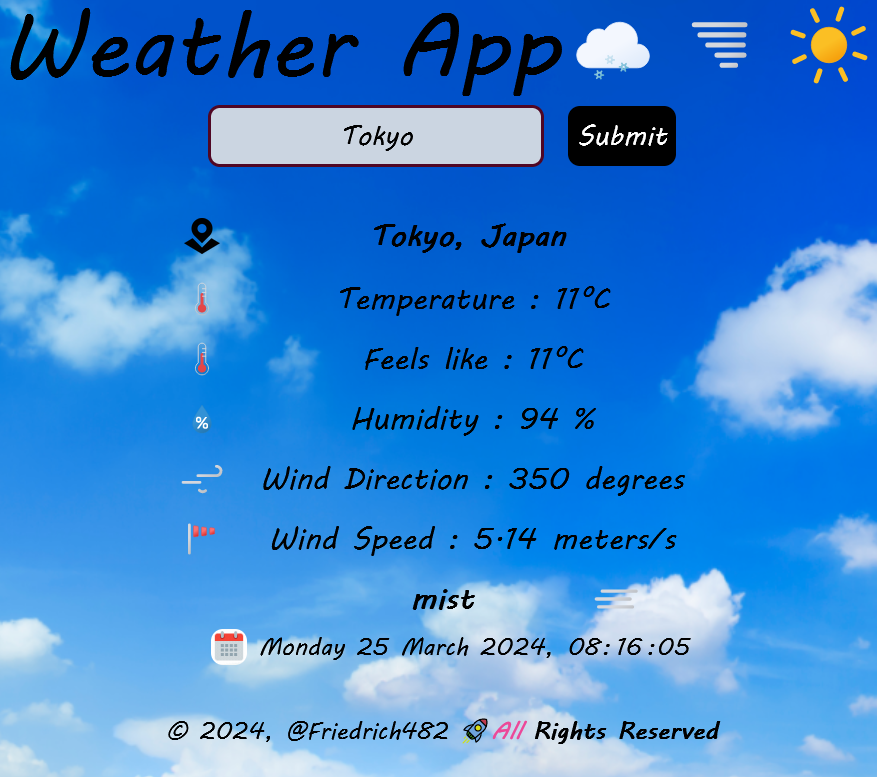 Weather App
Tokyo
Submit
Tokyo, Japan
Temperature : 11°C
Feels like : 11°C
% Humidity : 94 %
Wind Direction : 350 degrees
Wind Speed : 5.14 meters/s
mist
Monday 25 March 2024, 08:16:05
© 2024, @Friedrich482 🚀 All Rights Reserved